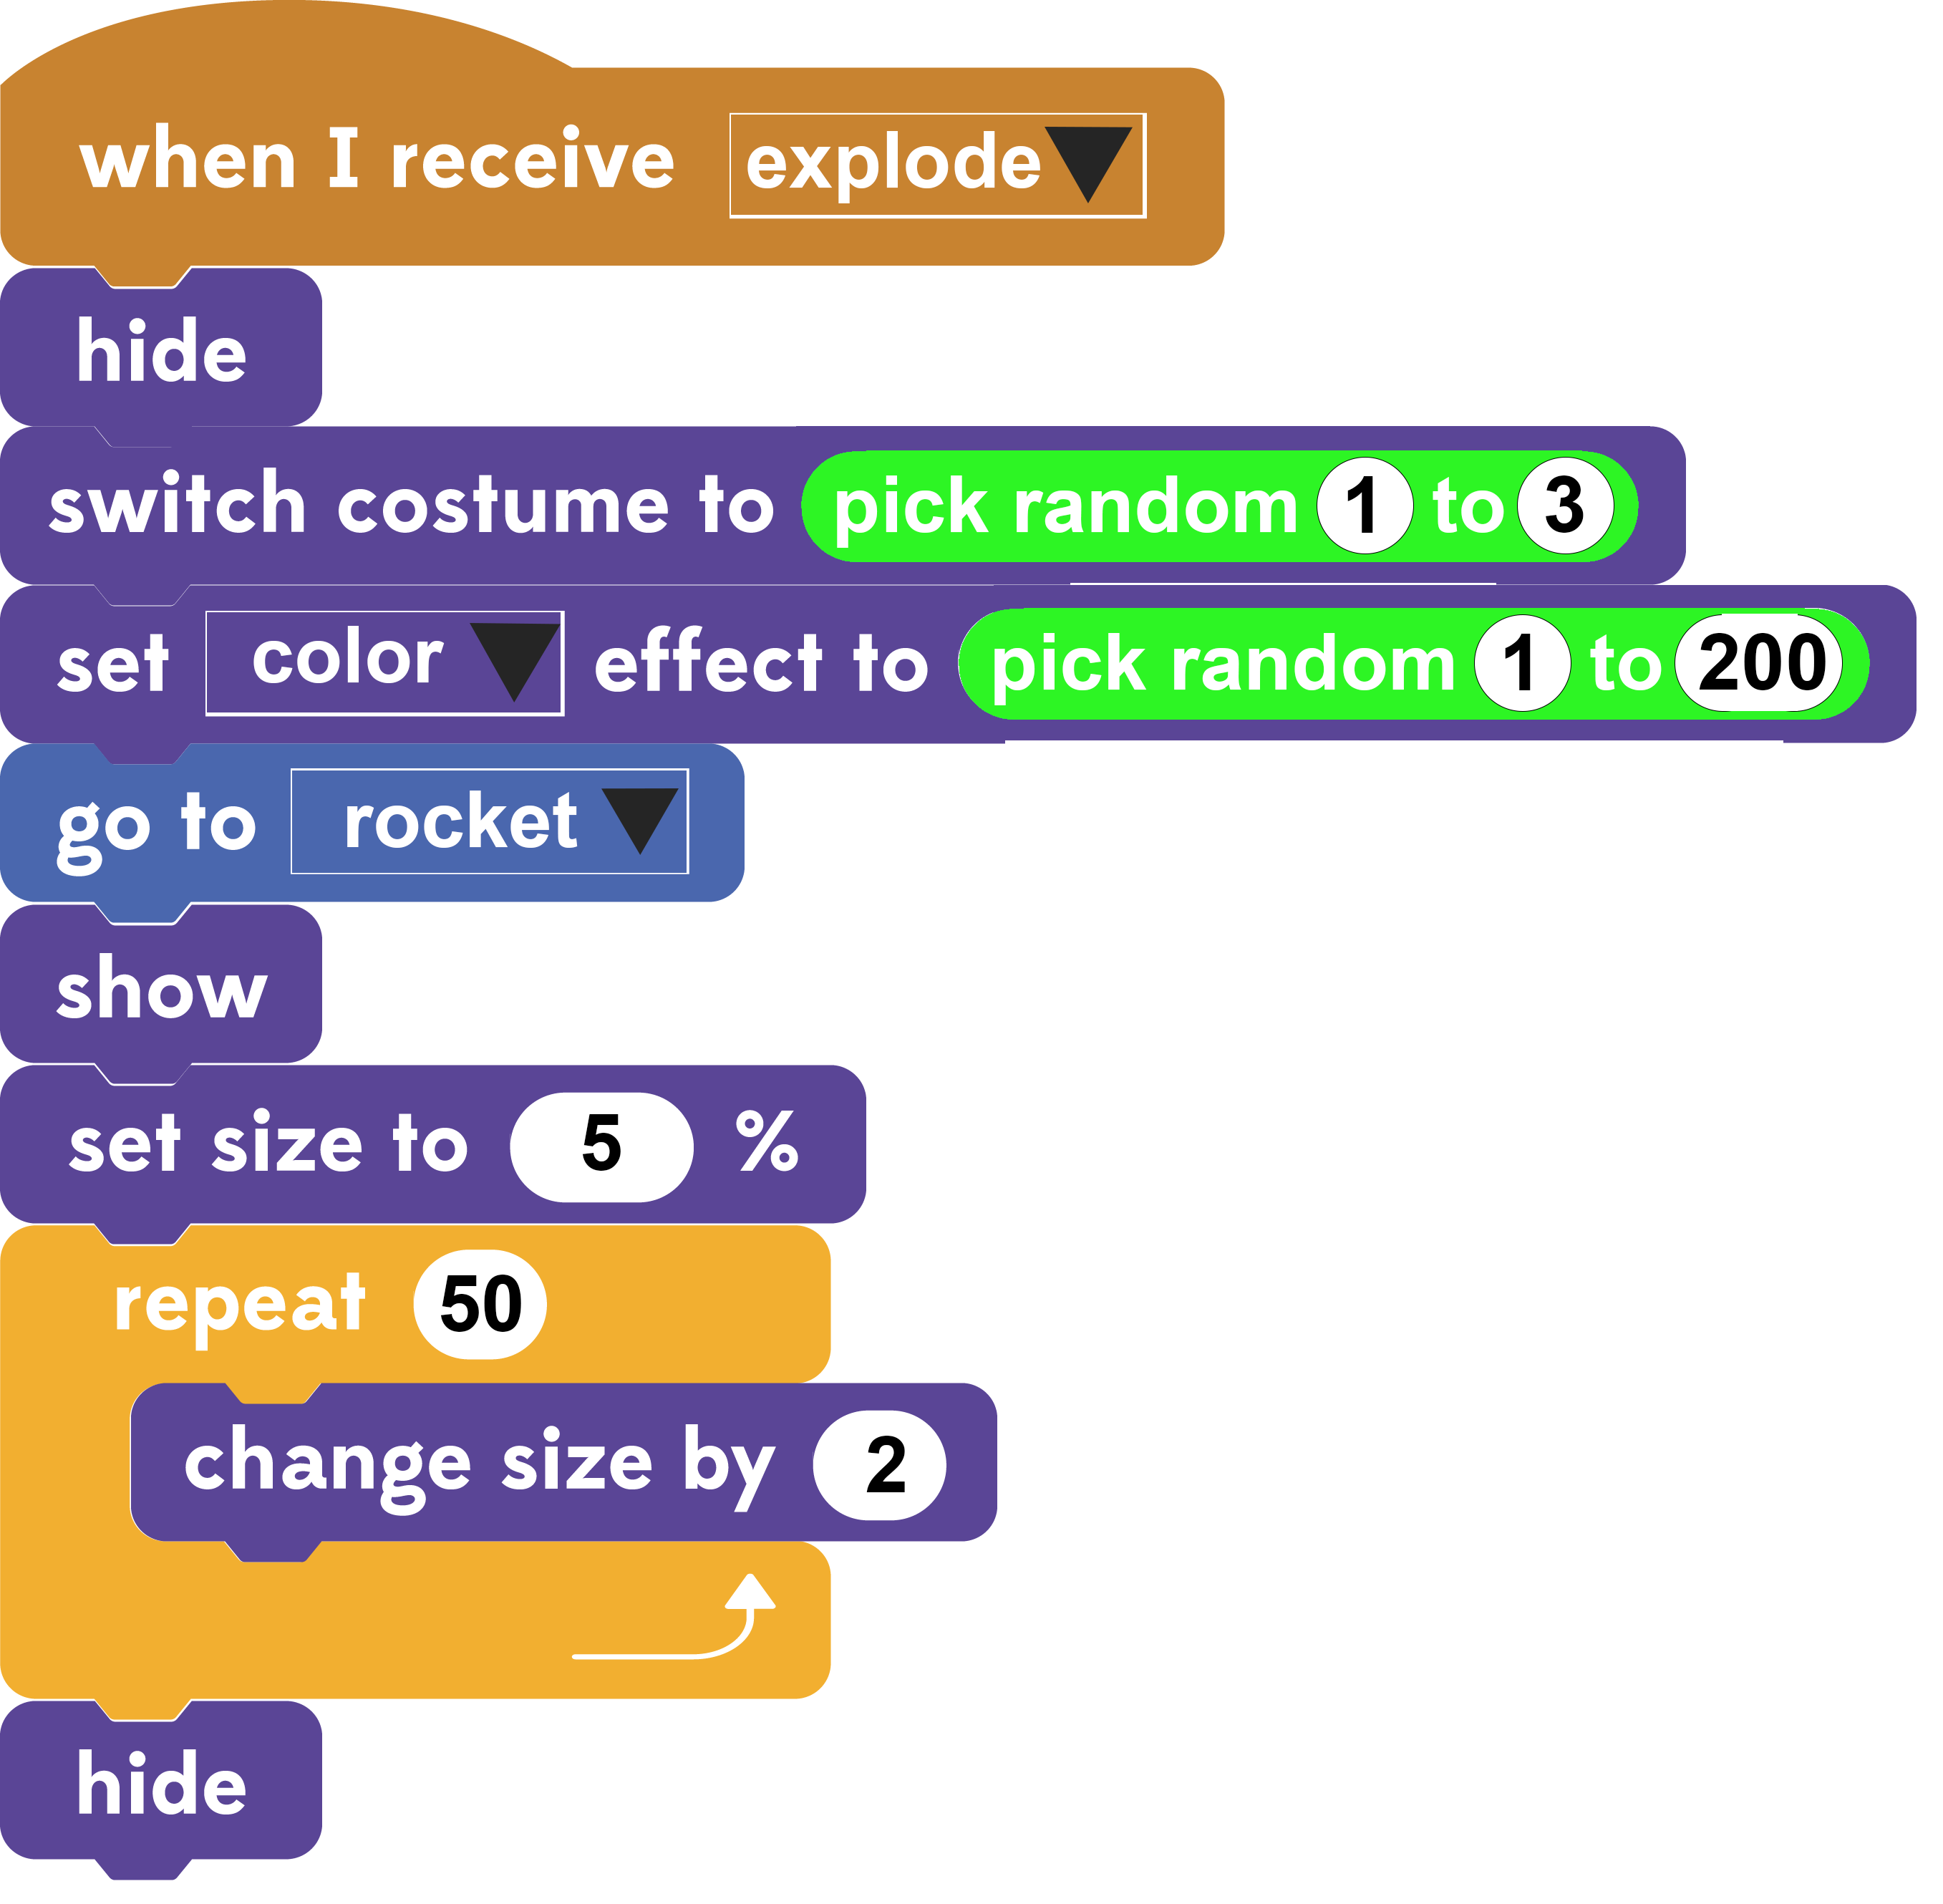 when I receive explode
hide
switch costume to pick random 1 to 3
set color effect to pick random 1 to 200
go to rocket
show
set size to 5 %
repeat 50
change size by 2
hide